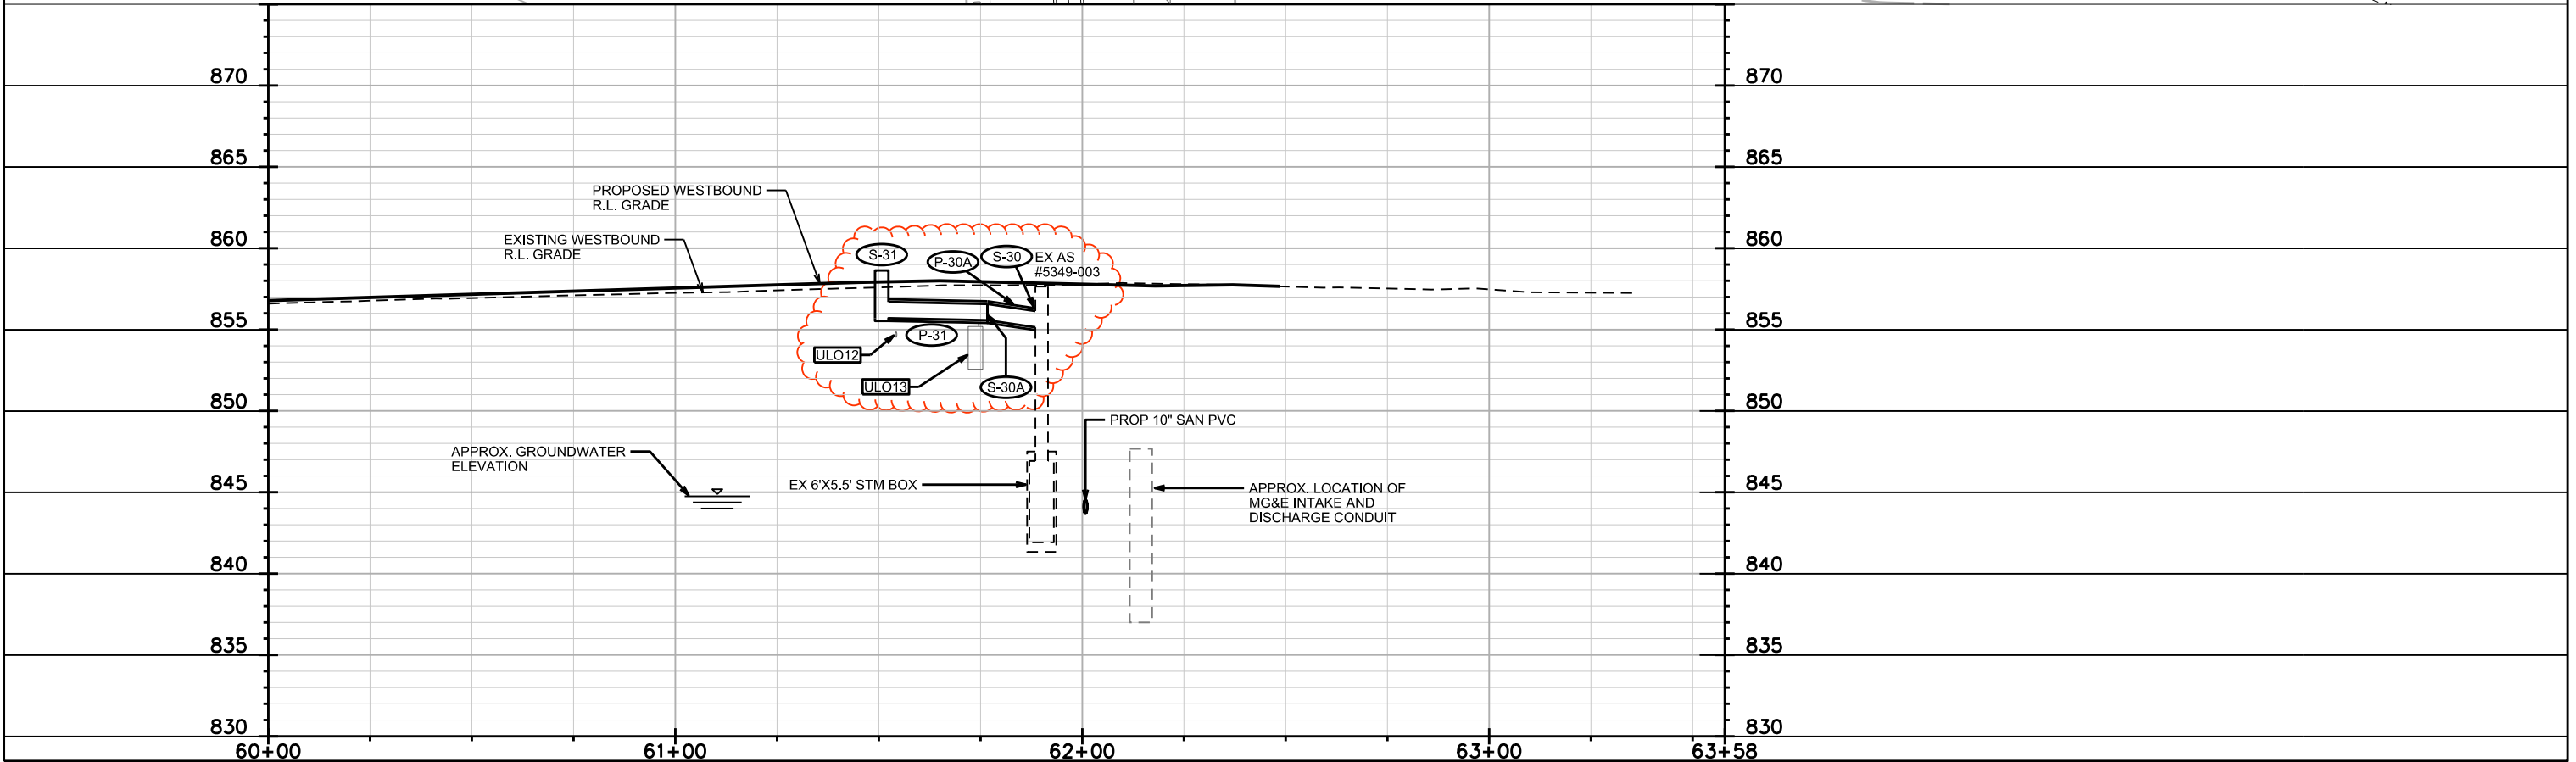 870
870
865
865
PROPOSED WESTBOUND
R.L. GRADE
EXISTING WESTBOUND
R.L. GRADE
860
860
S-31
P-30A
S-30
EX AS
#5349-003
855
855
P-31
ULO12
ULO13
S-30A
850
850
PROP 10" SAN PVC
APPROX. GROUNDWATER
ELEVATION
EX 6'X5.5' STM BOX
845
845
APPROX. LOCATION OF
MG&E INTAKE AND
DISCHARGE CONDUIT
840
840
835
835
830
830
60+00
61+00
62+00
63+00
63+58